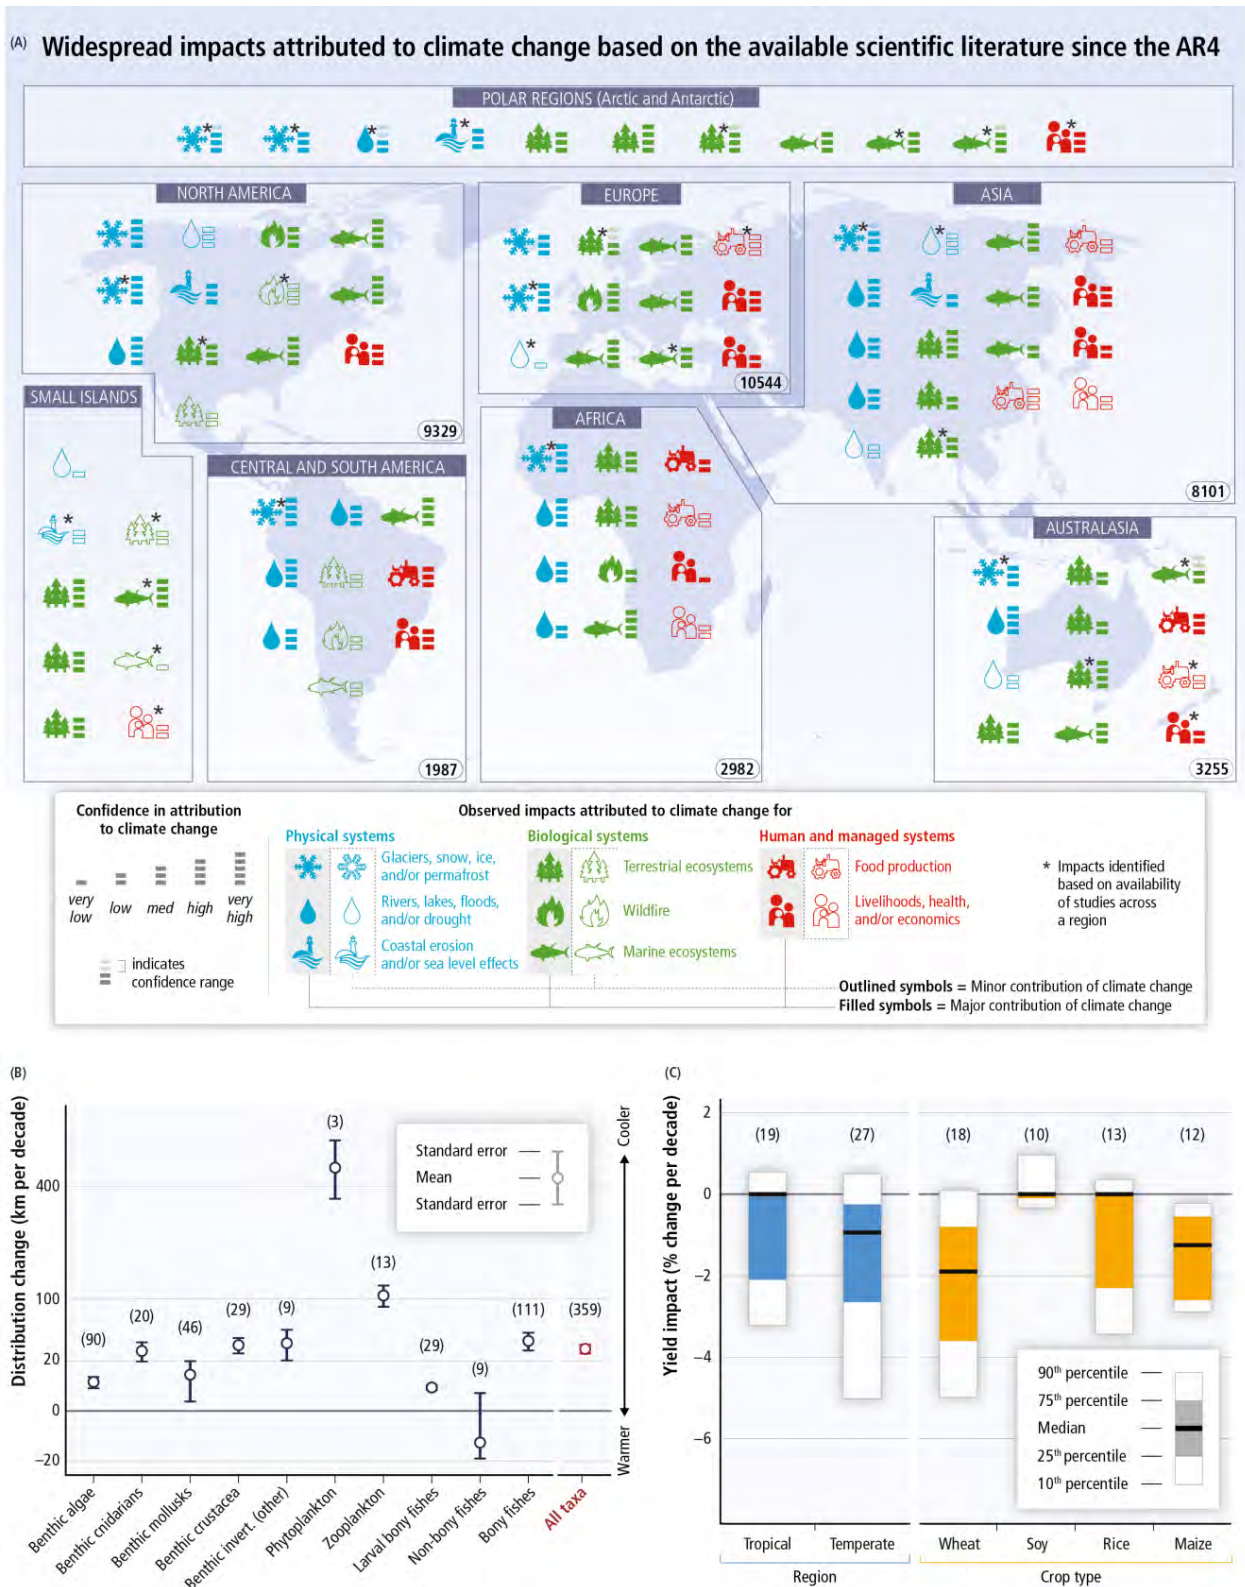 (A) Widespread impacts attributed to climate change based on the available scientific literature since the AR4
POLAR REGIONS (Arctic and Antarctic)
NORTH AMERICA
EUROPE
ASIA
10544
SMALL ISLANDS
9329
AFRICA
CENTRAL AND SOUTH AMERICA
8101
AUSTRALASIA
1987
2982
3255
Confidence in attribution
to climate change
very low
low
med
high
very high
indicates
confidence range
Observed impacts attributed to climate change for
Physical systems
Glaciers, snow, ice,
and/or permafrost
Rivers, lakes, floods,
and/or drought
Coastal erosion
and/or sea level effects
Biological systems
Terrestrial ecosystems
Wildfire
Marine ecosystems
Human and managed systems
Food production
Livelihoods, health,
and/or economics
* Impacts identified
based on availability
of studies across
a region
Outlined symbols = Minor contribution of climate change
Filled symbols = Major contribution of climate change
(B)
Distribution change (km per decade)
400
100
20
0
−20
(90)
(20)
(46)
(29)
(9)
(3)
(13)
(29)
(9)
(111)
(359)
Standard error
Mean
Standard error
Cooler
Warmer
Benthic algae
Benthic cnidarians
Benthic mollusks
Benthic crustacea
Benthic invert. (other)
Phytoplankton
Zooplankton
Larval bony fishes
Non-bony fishes
Bony fishes
All taxa
(C)
Yield impact (% change per decade)
2
0
−2
−4
−6
(19)
(27)
(18)
(10)
(13)
(12)
90th percentile
75th percentile
Median
25th percentile
10th percentile
Tropical
Temperate
Wheat
Soy
Rice
Maize
Region
Crop type